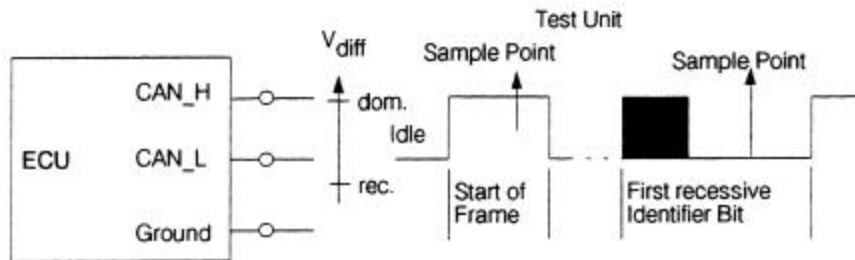 Test Unit
V diff
Sample Point
Sample Point
CAN_H
dom.
Idle
ECU
CAN_L
rec.
Start of
Frame
First recessive
Identifier Bit
Ground